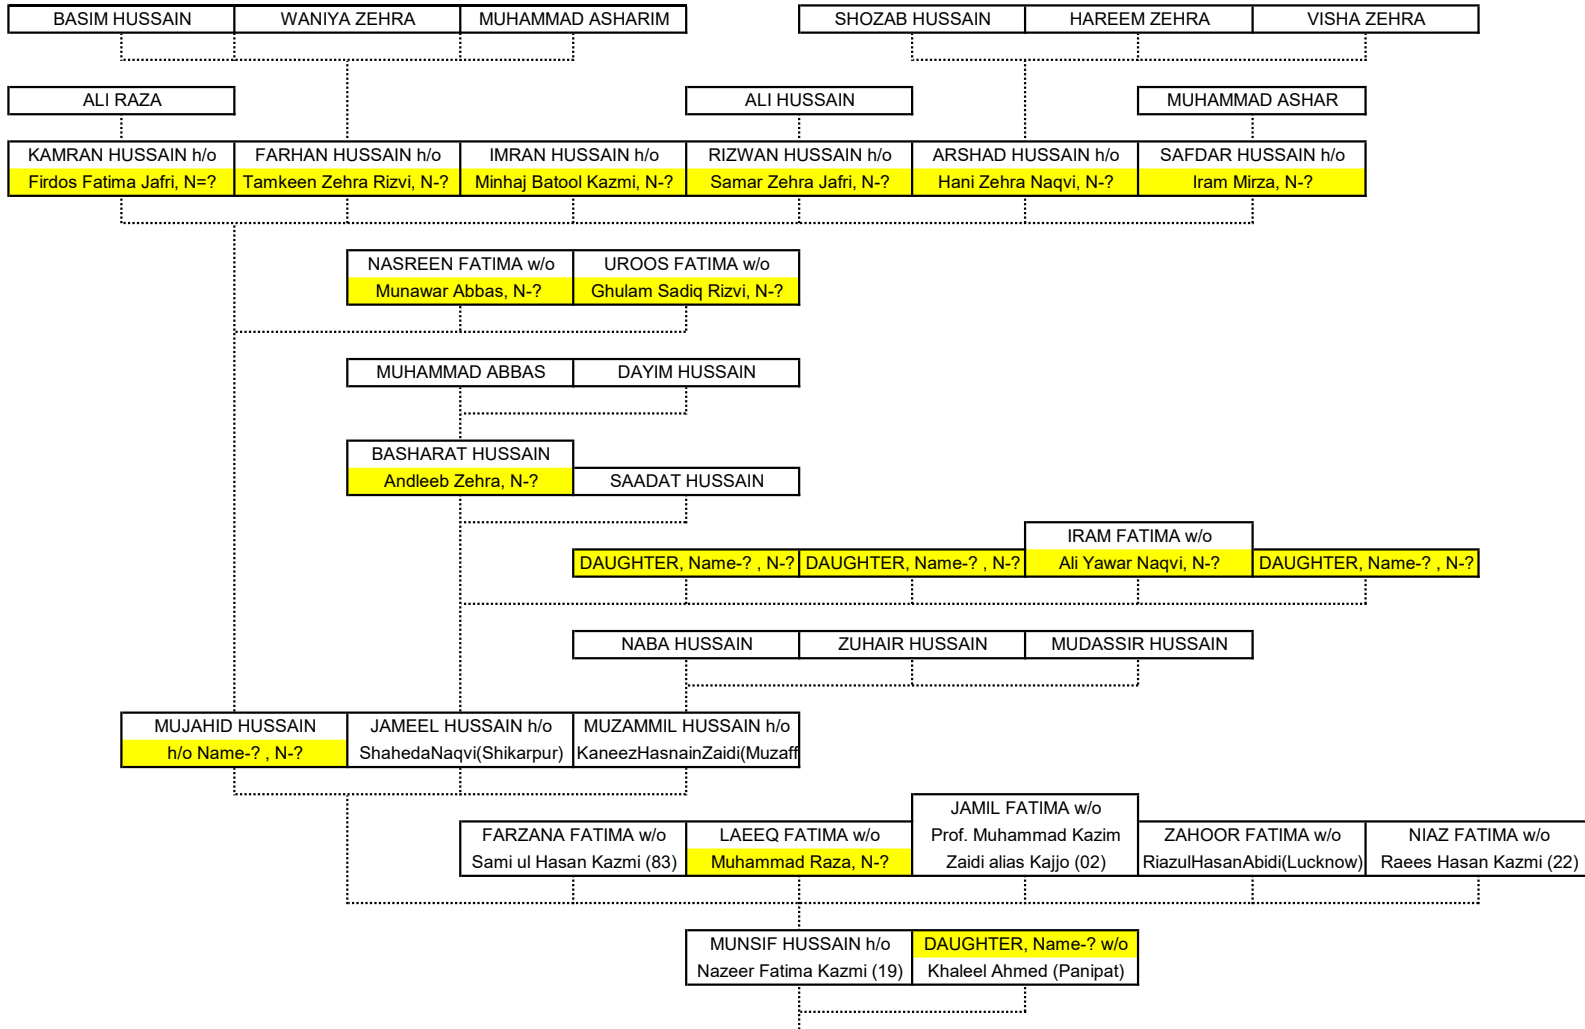 BASIM HUSSAIN WANIYA ZEHRA MUHAMMAD ASHARIM SHOZAB HUSSAIN HAREEM ZEHRA VISHA ZEHRA
ALI RAZA ALI HUSSAIN MUHAMMAD ASHAR
KAMRAN HUSSAIN h/o FARHAN HUSSAIN h/o IMRAN HUSSAIN h/o RIZWAN HUSSAIN h/o ARSHAD HUSSAIN h/o SAFDAR HUSSAIN h/o
Firdos Fatima Jafri, N=? Tamkeen Zehra Rizvi, N-? Minhaj Batool Kazmi, N-? Samar Zehra Jafri, N-? Hani Zehra Naqvi, N-? Iram Mirza, N-?
NASREEN FATIMA w/o UROOS FATIMA w/o
Munawar Abbas, N-? Ghulam Sadiq Rizvi, N-?
MUHAMMAD ABBAS DAYIM HUSSAIN
BASHARAT HUSSAIN
Andleeb Zehra, N-? SAADAT HUSSAIN
IRAM FATIMA w/o
DAUGHTER, Name-? , N-? DAUGHTER, Name-? , N-? Ali Yawar Naqvi, N-? DAUGHTER, Name-? , N-?
NABA HUSSAIN ZUHAIR HUSSAIN MUDASSIR HUSSAIN
MUJAHID HUSSAIN JAMEEL HUSSAIN h/o MUZAMMIL HUSSAIN h/o
h/o Name-? , N-? ShahedaNaqvi(Shikarpur) KaneezHasnainZaidi(Muzaff
JAMIL FATIMA w/o
FARZANA FATIMA w/o LAEEQ FATIMA w/o Prof. Muhammad Kazim ZAHOOR FATIMA w/o NIAZ FATIMA w/o
Sami ul Hasan Kazmi (83) Muhammad Raza, N-? Zaidi alias Kajjo (02) RiazulHasanAbidi(Lucknow) Raees Hasan Kazmi (22)
MUNSIF HUSSAIN h/o DAUGHTER, Name-? w/o
Nazeer Fatima Kazmi (19) Khaleel Ahmed (Panipat)